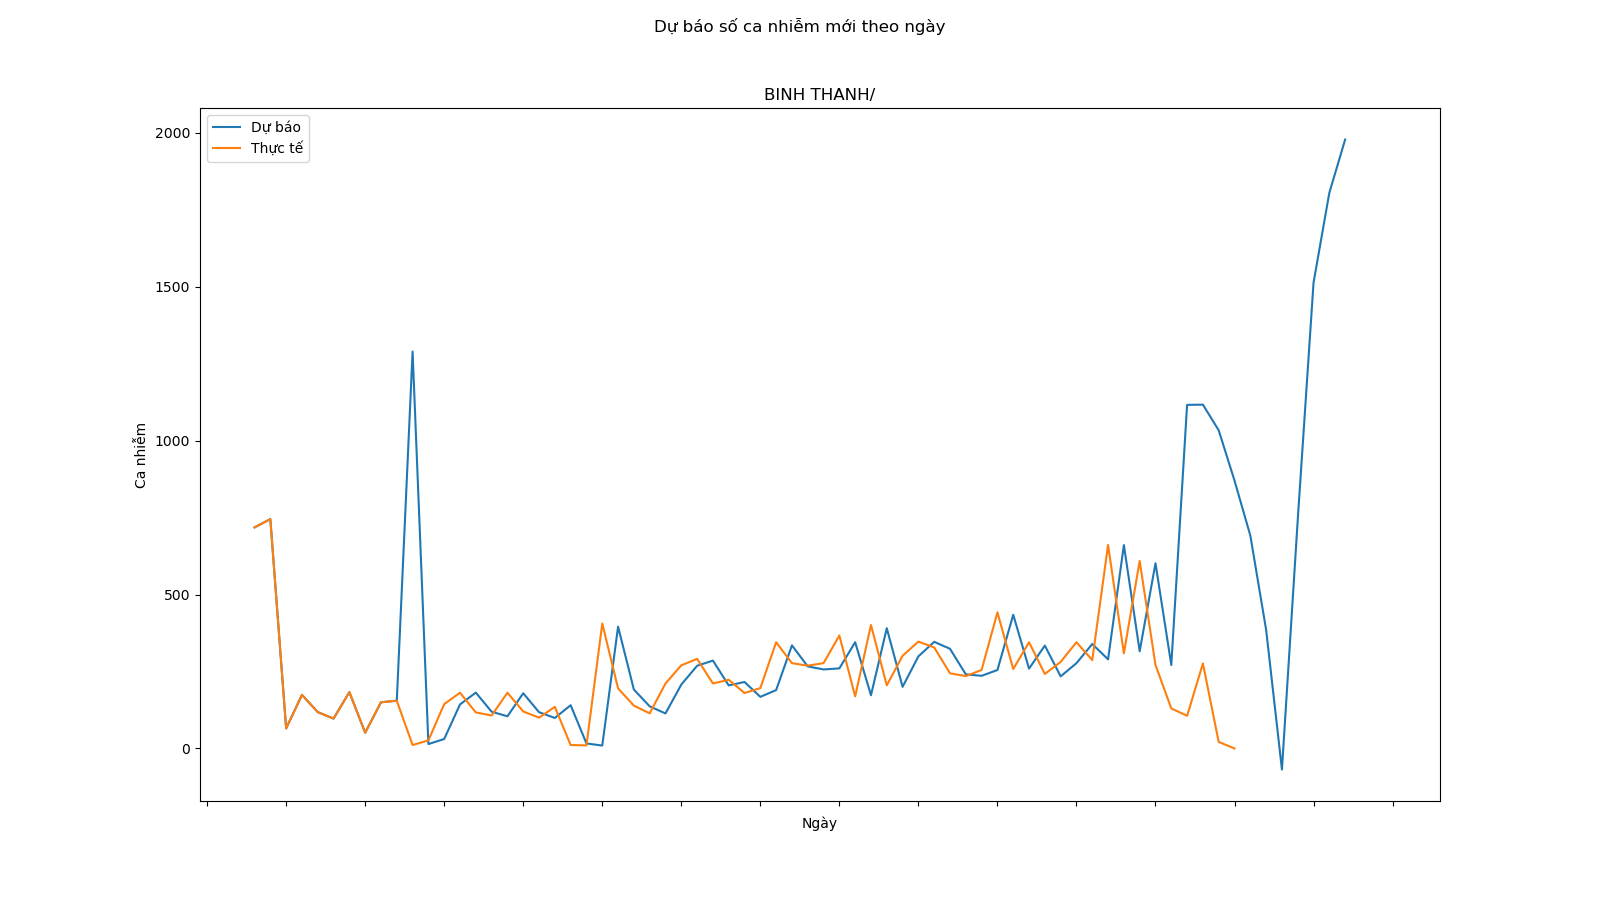 Dự báo số ca nhiễm mới theo ngày
BINH THANH/
Dự báo
Thực tế
2000
1500
1000
500
0
Ca nhiễm
Ngày